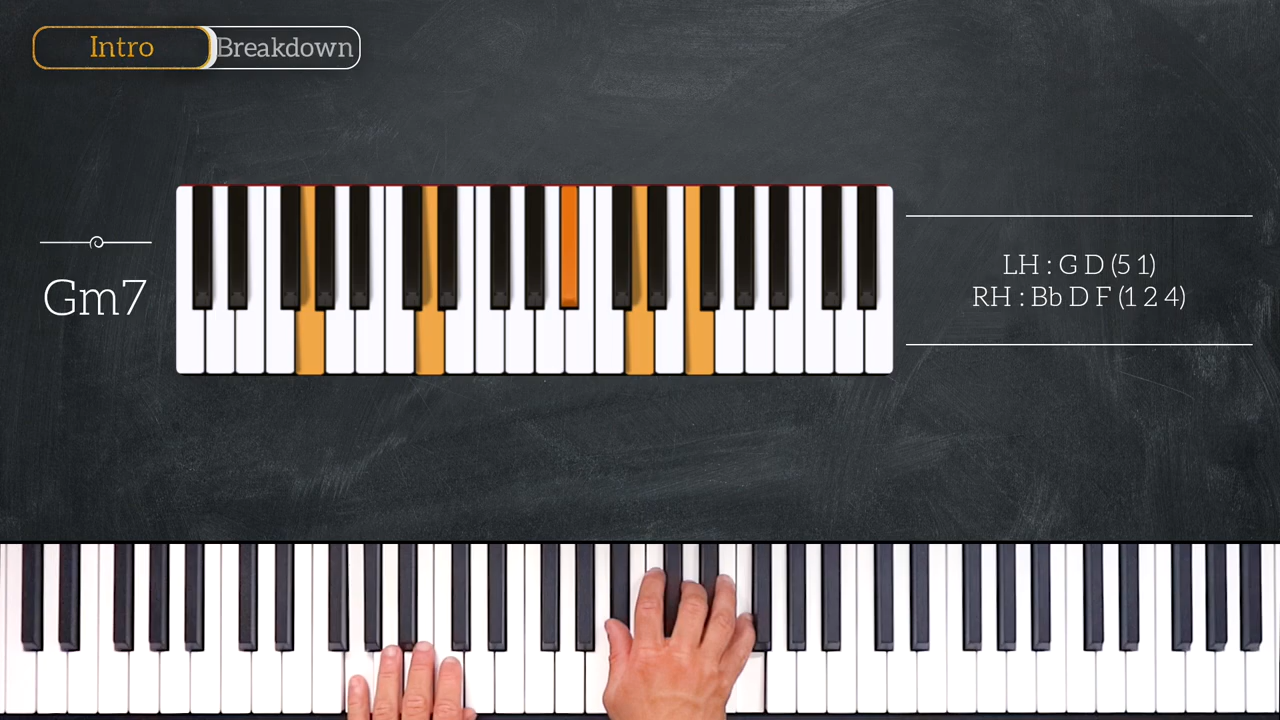 Intro Breakdown
Gm7
LH : G D (5 1)
RH : Bb D F (1 2 4)